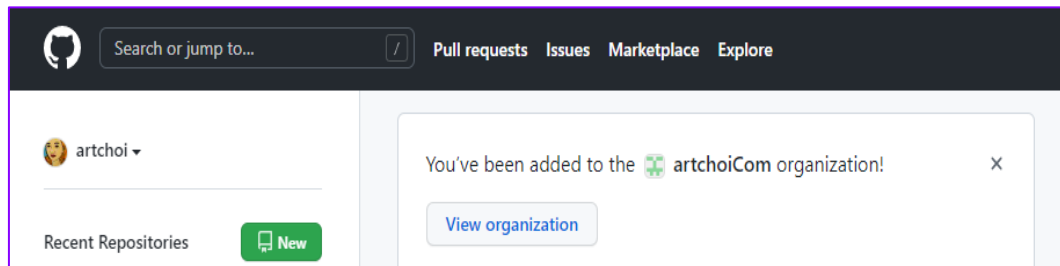 Search or jump to... / Pull requests Issues Marketplace Explore
artchoi
You've been added to the artchoiCom organization!
View organization
Recent Repositories New